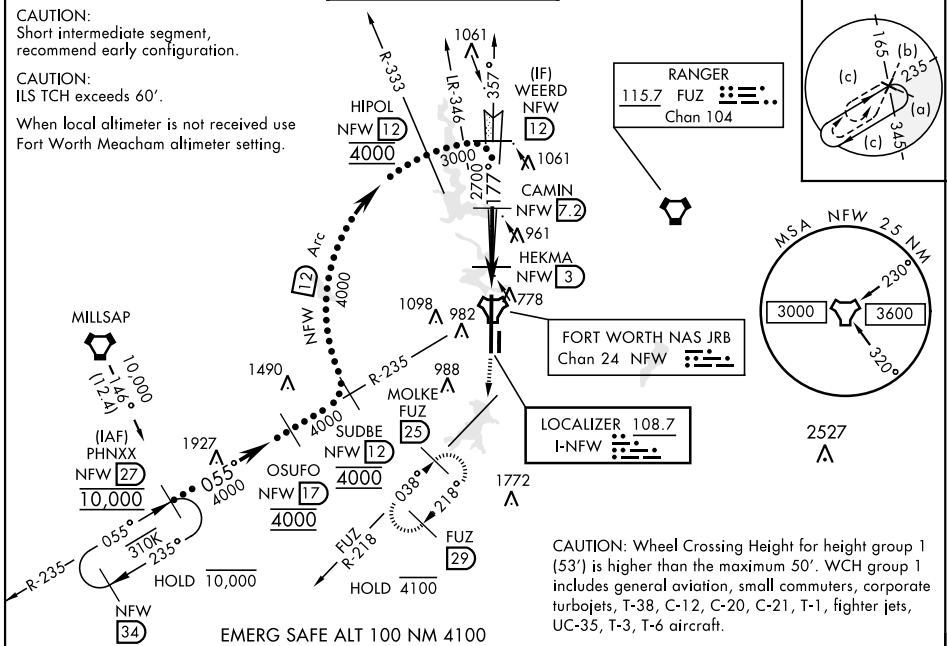 CAUTION:
Short intermediate segment,
recommend early configuration.
CAUTION:
ILS TCH exceeds 60'.
When local altimeter is not received use
Fort Worth Meacham altimeter setting.
R-333
LR-346
1061
357°
(IF)
WEERD
NFW 12
HIPOL
NFW 12
4000
3000
2700
177°
1061
CAMIN
NFW 7.2
961
HEKMA
NFW 3
778
RANGER
115.7 FUZ
Chan 104
165
(b)
235
(c)
(a)
(c)
345
MSA NFW 25 NM
230°
3000
3600
320°
NFW 12 Arc
4000
1098
982
FORT WORTH NAS JRB
Chan 24 NFW
MILLSAP
10,000
146°
(12.4)
1490
R-235
988
MOLKE
FUZ
25
LOCALIZER 108.7
I-NFW
2527
(IAF)
PHNXX
NFW 27
10,000
1927
055°
4000
4000
SUDBE
NFW 12
4000
OSUFO
NFW 17
4000
038°
218°
1772
055°
310K
235°
R-235
HOLD 10,000
NFW
34
FUZ
R-218
FUZ
29
HOLD 4100
EMERG SAFE ALT 100 NM 4100
CAUTION: Wheel Crossing Height for height group 1
(53') is higher than the maximum 50'. WCH group 1
includes general aviation, small commuters, corporate
turbojets, T-38, C-12, C-20, C-21, T-1, fighter jets,
UC-35, T-3, T-6 aircraft.